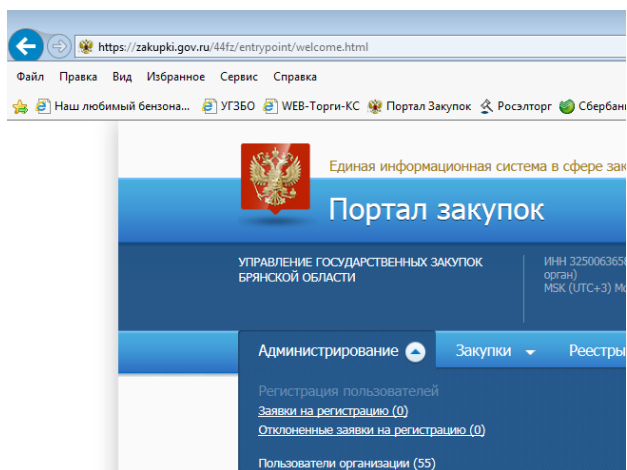 https://zakupki.gov.ru/44fz/entrypoint/welcome.html
Файл Правка Вид Избранное Сервис Справка
Наш любимый бензона... УГЗБО WEB-Торги-КС Портал Закупок Росэлторг Сбербан
Единая информационная система в сфере зак
Портал закупок
УПРАВЛЕНИЕ ГОСУДАРСТВЕННЫХ ЗАКУПОК
БРЯНСКОЙ ОБЛАСТИ
ИНН 325006365
орган)
MSK (UTC+3) Мо
Администрирование Закупки Реестры
Регистрация пользователей
Заявки на регистрацию (0)
Отклоненные заявки на регистрацию (0)
Пользователи организации (55)